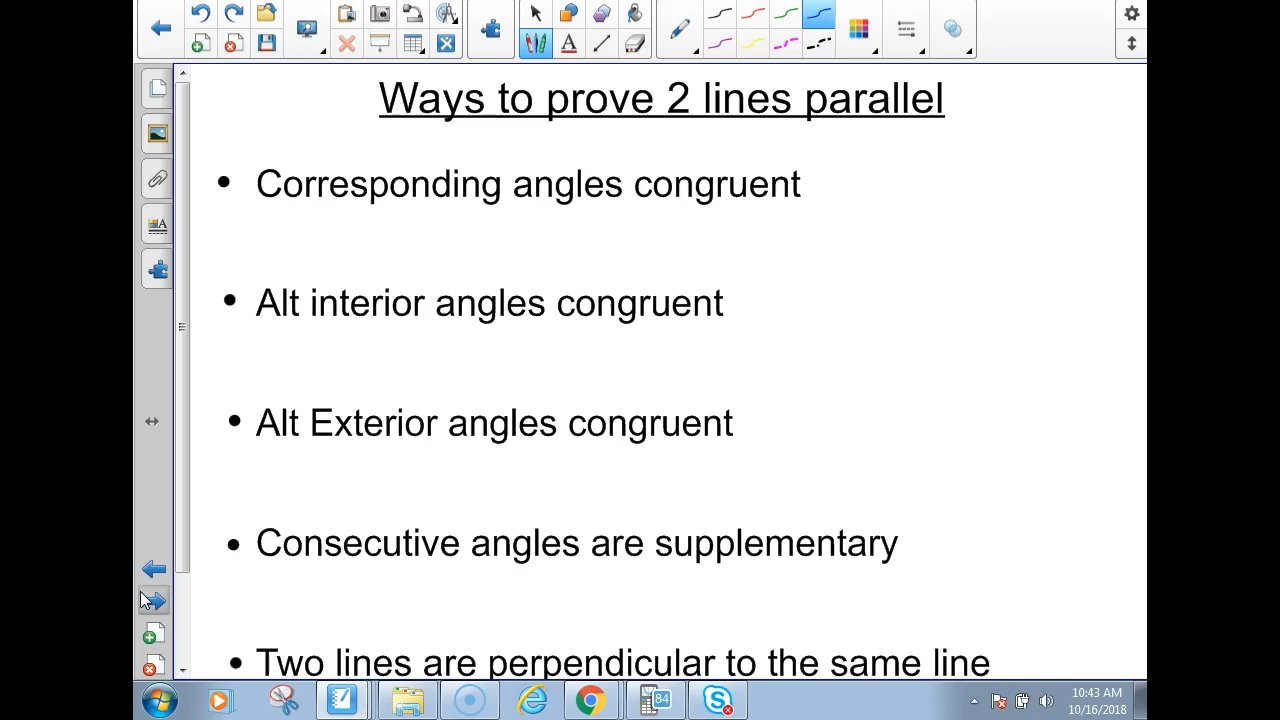 Ways to prove 2 lines parallel
• Corresponding angles congruent
• Alt interior angles congruent
• Alt Exterior angles congruent
• Consecutive angles are supplementary
• Two lines are perpendicular to the same line
84
10:43 AM
10/16/2018